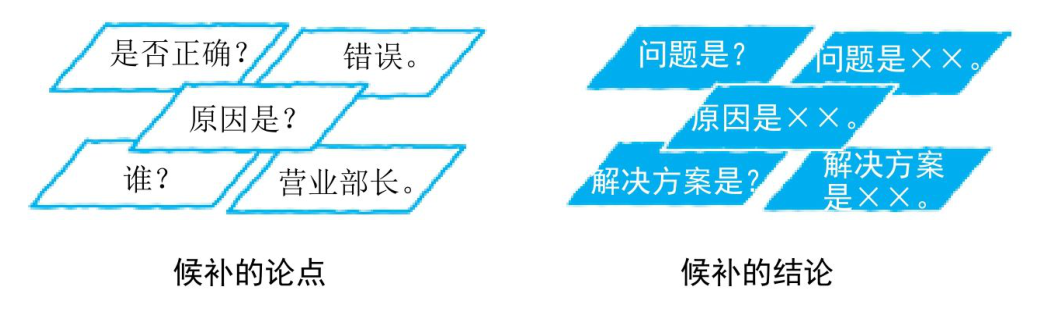 是否正确？
错误。
原因是？
谁？
营业部长。
候补的论点
问题是？
问题是××。
原因是××。
解决方案是？
解决方案
是××。
候补的结论